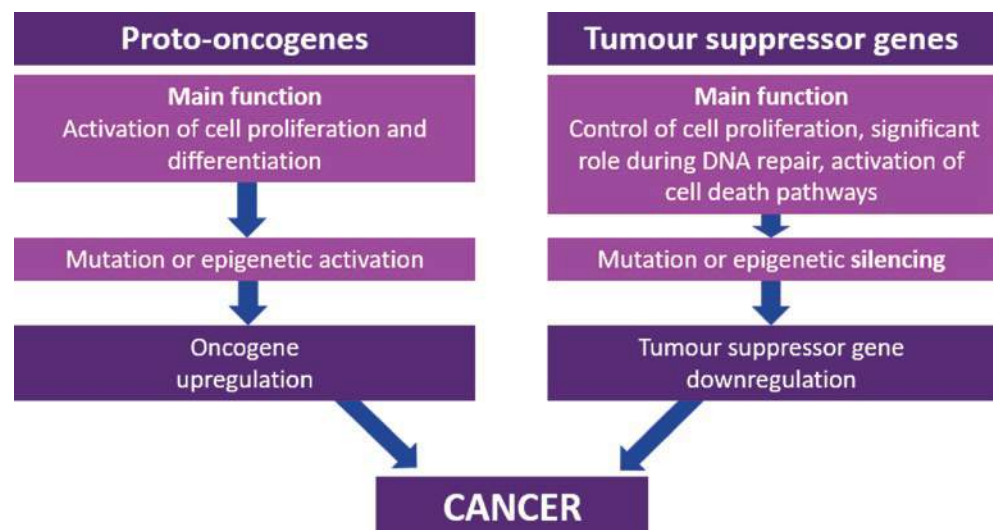 Proto-oncogenes
Main function
Activation of cell proliferation and
differentiation
Mutation or epigenetic activation
Oncogene
upregulation
Tumour suppressor genes
Main function
Control of cell proliferation, significant
role during DNA repair, activation of
cell death pathways
Mutation or epigenetic silencing
Tumour suppressor gene
downregulation
CANCER